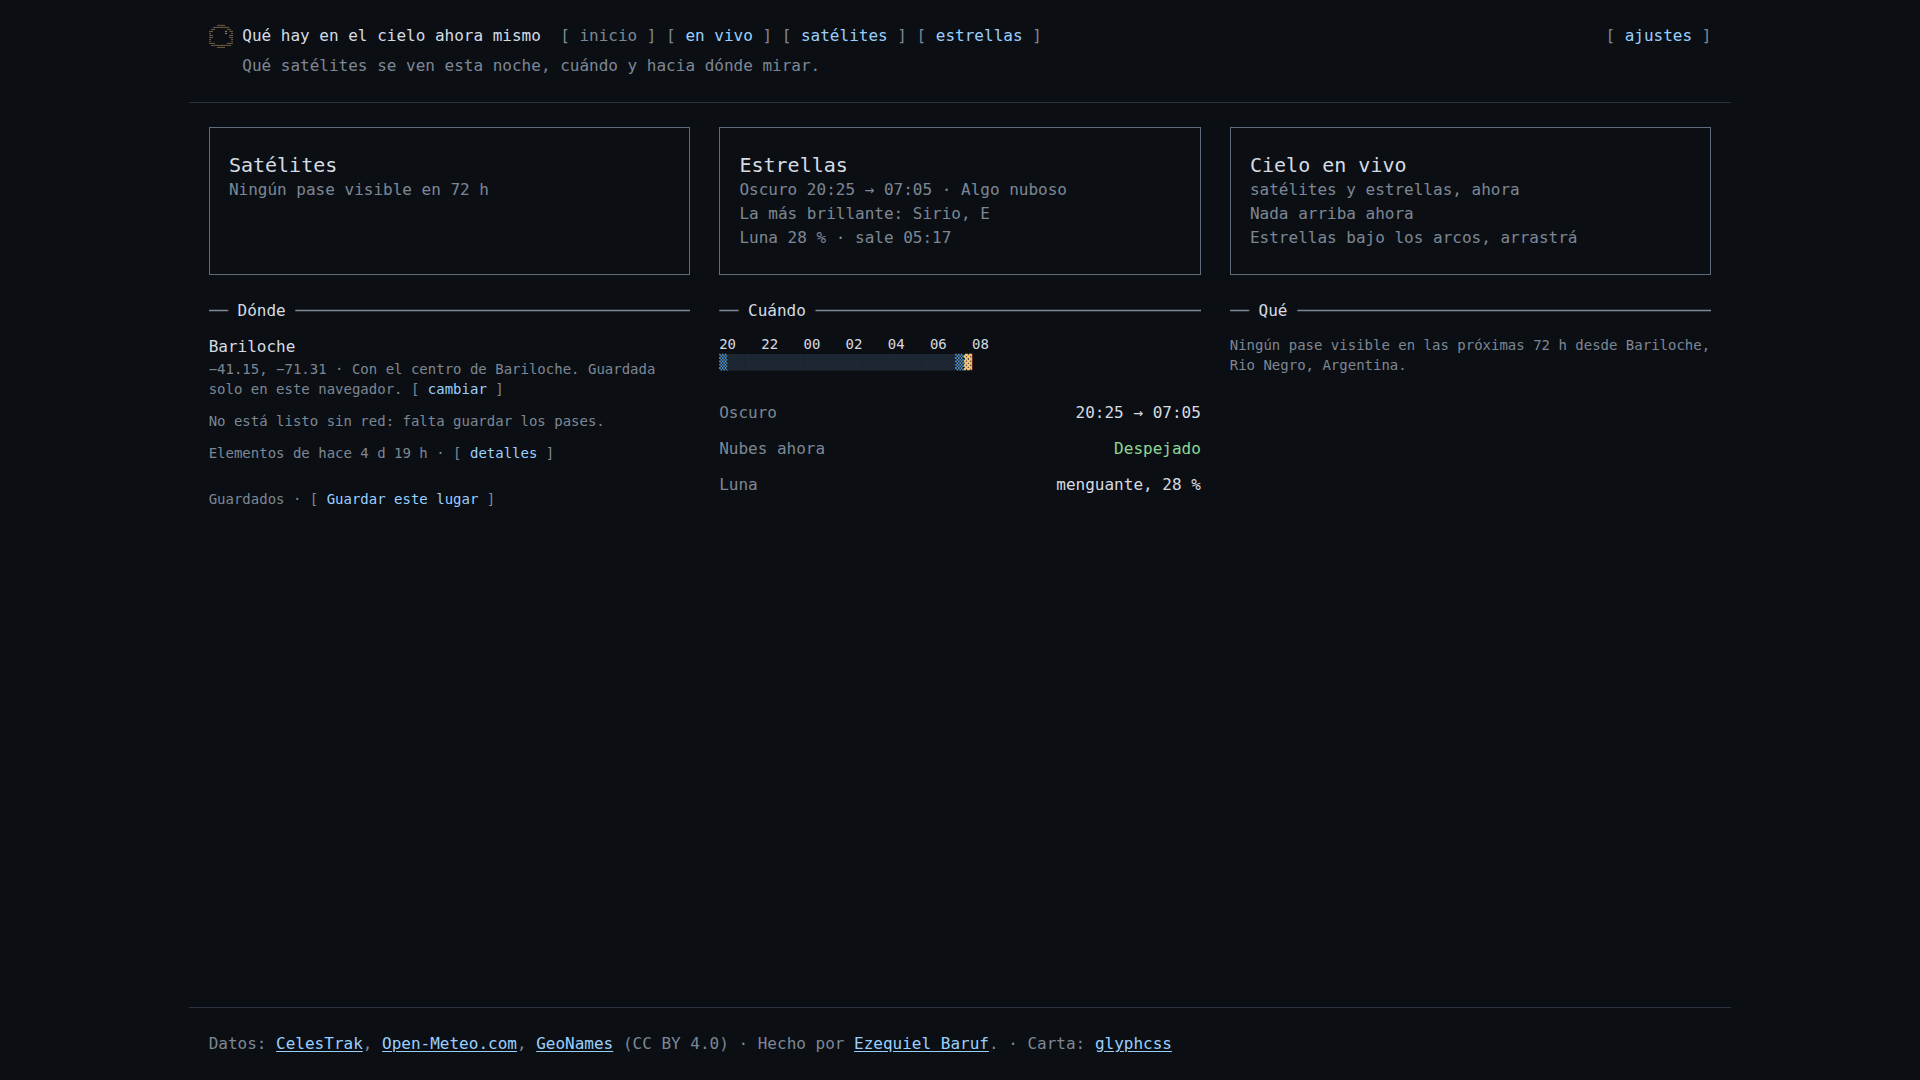 Qué hay en el cielo ahora mismo [ inicio ] [ en vivo ] [ satélites ] [ estrellas ] [ ajustes ]
Qué satélites se ven esta noche, cuándo y hacia dónde mirar.
Satélites
Ningún pase visible en 72 h
Estrellas
Oscuro 20:25 → 07:05 · Algo nuboso
La más brillante: Sirio, E
Luna 28 % · sale 05:17
Cielo en vivo
satélites y estrellas, ahora
Nada arriba ahora
Estrellas bajo los arcos, arrastrá
Dónde
Bariloche
−41.15, −71.31 · Con el centro de Bariloche. Guardada
solo en este navegador. [ cambiar ]
No está listo sin red: falta guardar los pases.
Elementos de hace 4 d 19 h · [ detalles ]
Guardados · [ Guardar este lugar ]
Cuándo
20 22 00 02 04 06 08
Oscuro 20:25 → 07:05
Nubes ahora Despejado
Luna menguante, 28 %
Qué
Ningún pase visible en las próximas 72 h desde Bariloche,
Rio Negro, Argentina.
Datos: CelesTrak, Open-Meteo.com, GeoNames (CC BY 4.0) · Hecho por Ezequiel Baruf. · Carta: glyphcss